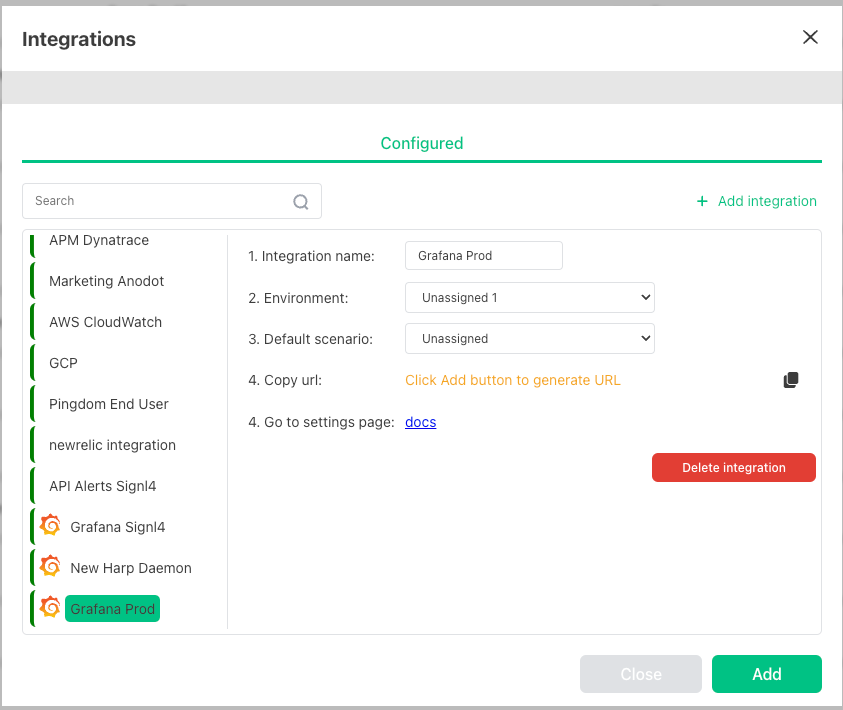 Integrations
Configured
Search
+ Add integration
APM Dynatrace
Marketing Anodot
AWS CloudWatch
GCP
Pingdom End User
newrelic integration
API Alerts Signl4
Grafana Signl4
New Harp Daemon
Grafana Prod
1. Integration name: Grafana Prod
2. Environment: Unassigned 1
3. Default scenario: Unassigned
4. Copy url: Click Add button to generate URL
4. Go to settings page: docs
Delete integration
Close Add